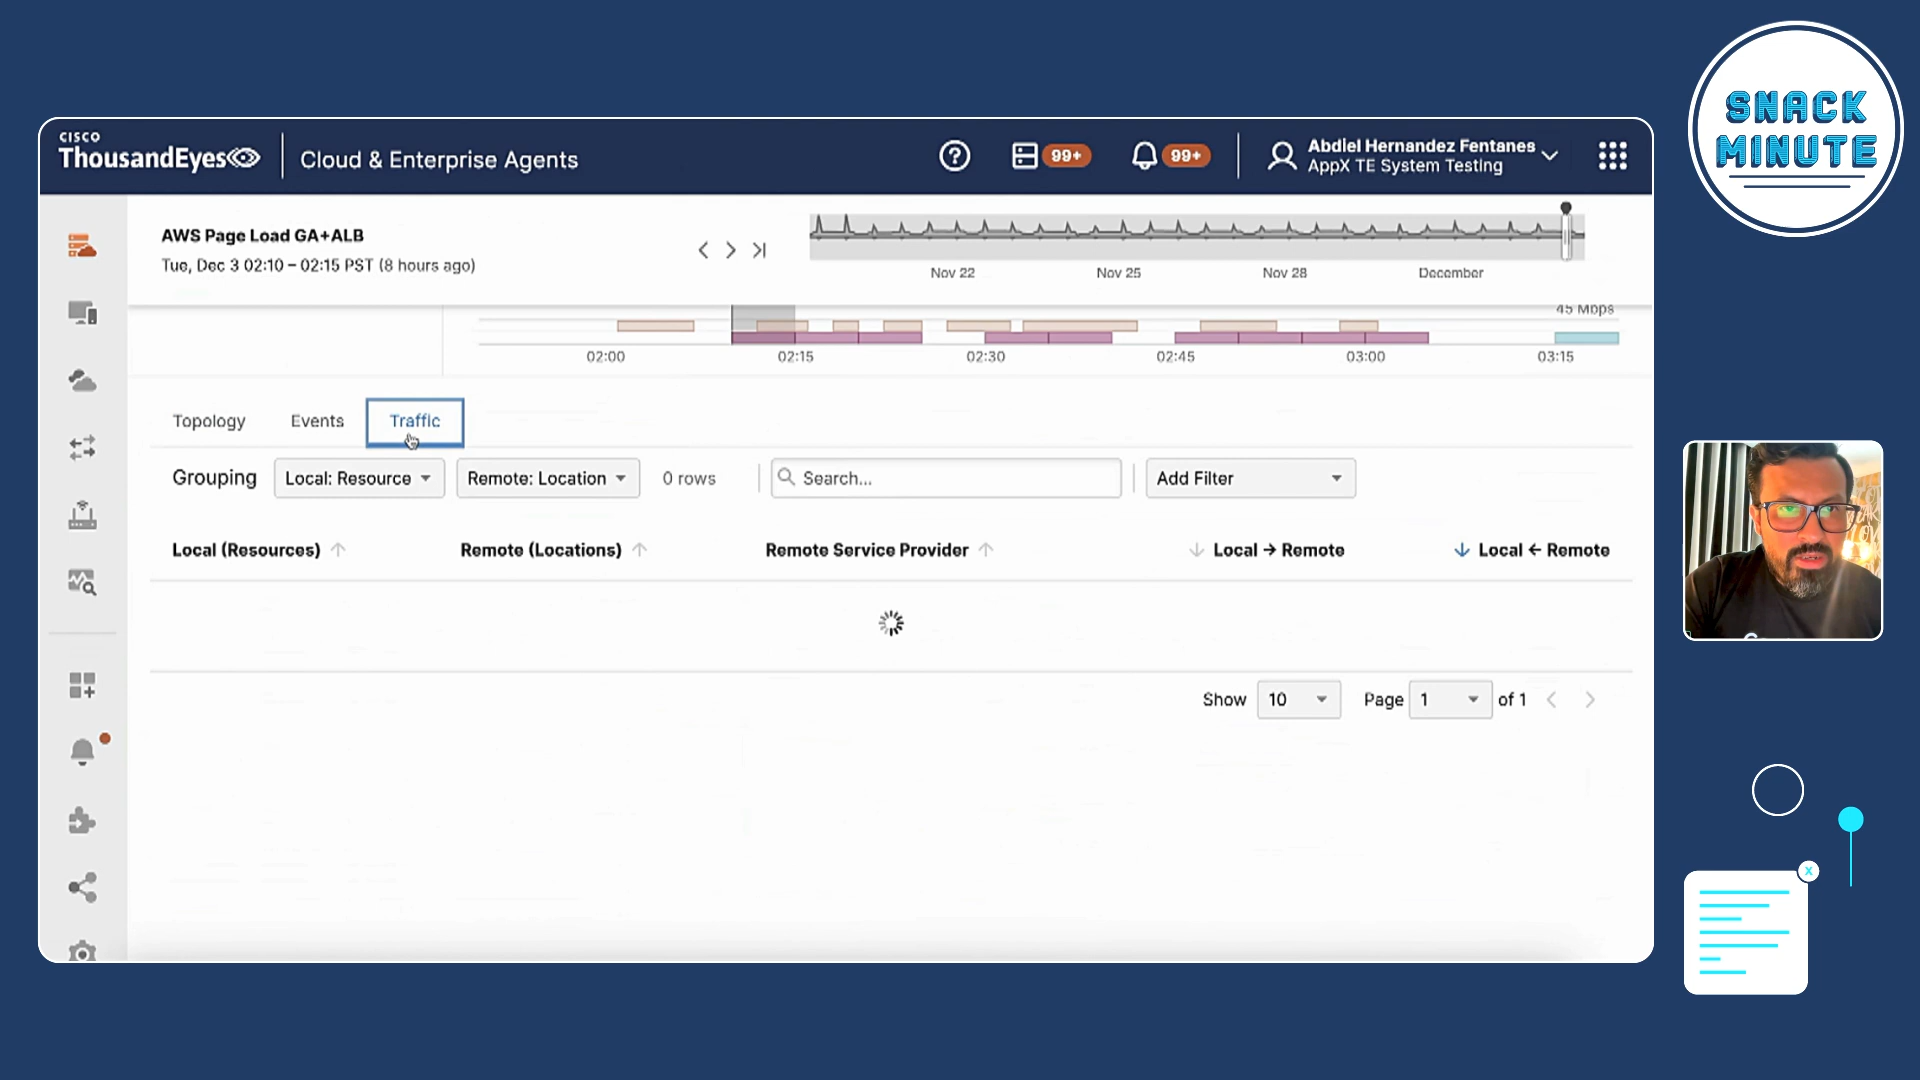 SNACK
MINUTE
CISCO
ThousandEyes
Cloud & Enterprise Agents
99+
99+
Abdiel Hernandez Fentanes
AppX TE System Testing
AWS Page Load GA+ALB
Tue, Dec 3 02:10 – 02:15 PST (8 hours ago)
Nov 22
Nov 25
Nov 28
December
45 Mbps
02:00
02:15
02:30
02:45
03:00
03:15
Topology
Events
Traffic
Grouping
Local: Resource
Remote: Location
0 rows
Search...
Add Filter
Local (Resources)
Remote (Locations)
Remote Service Provider
Local → Remote
Local ← Remote
Show
10
Page
1
of 1
X